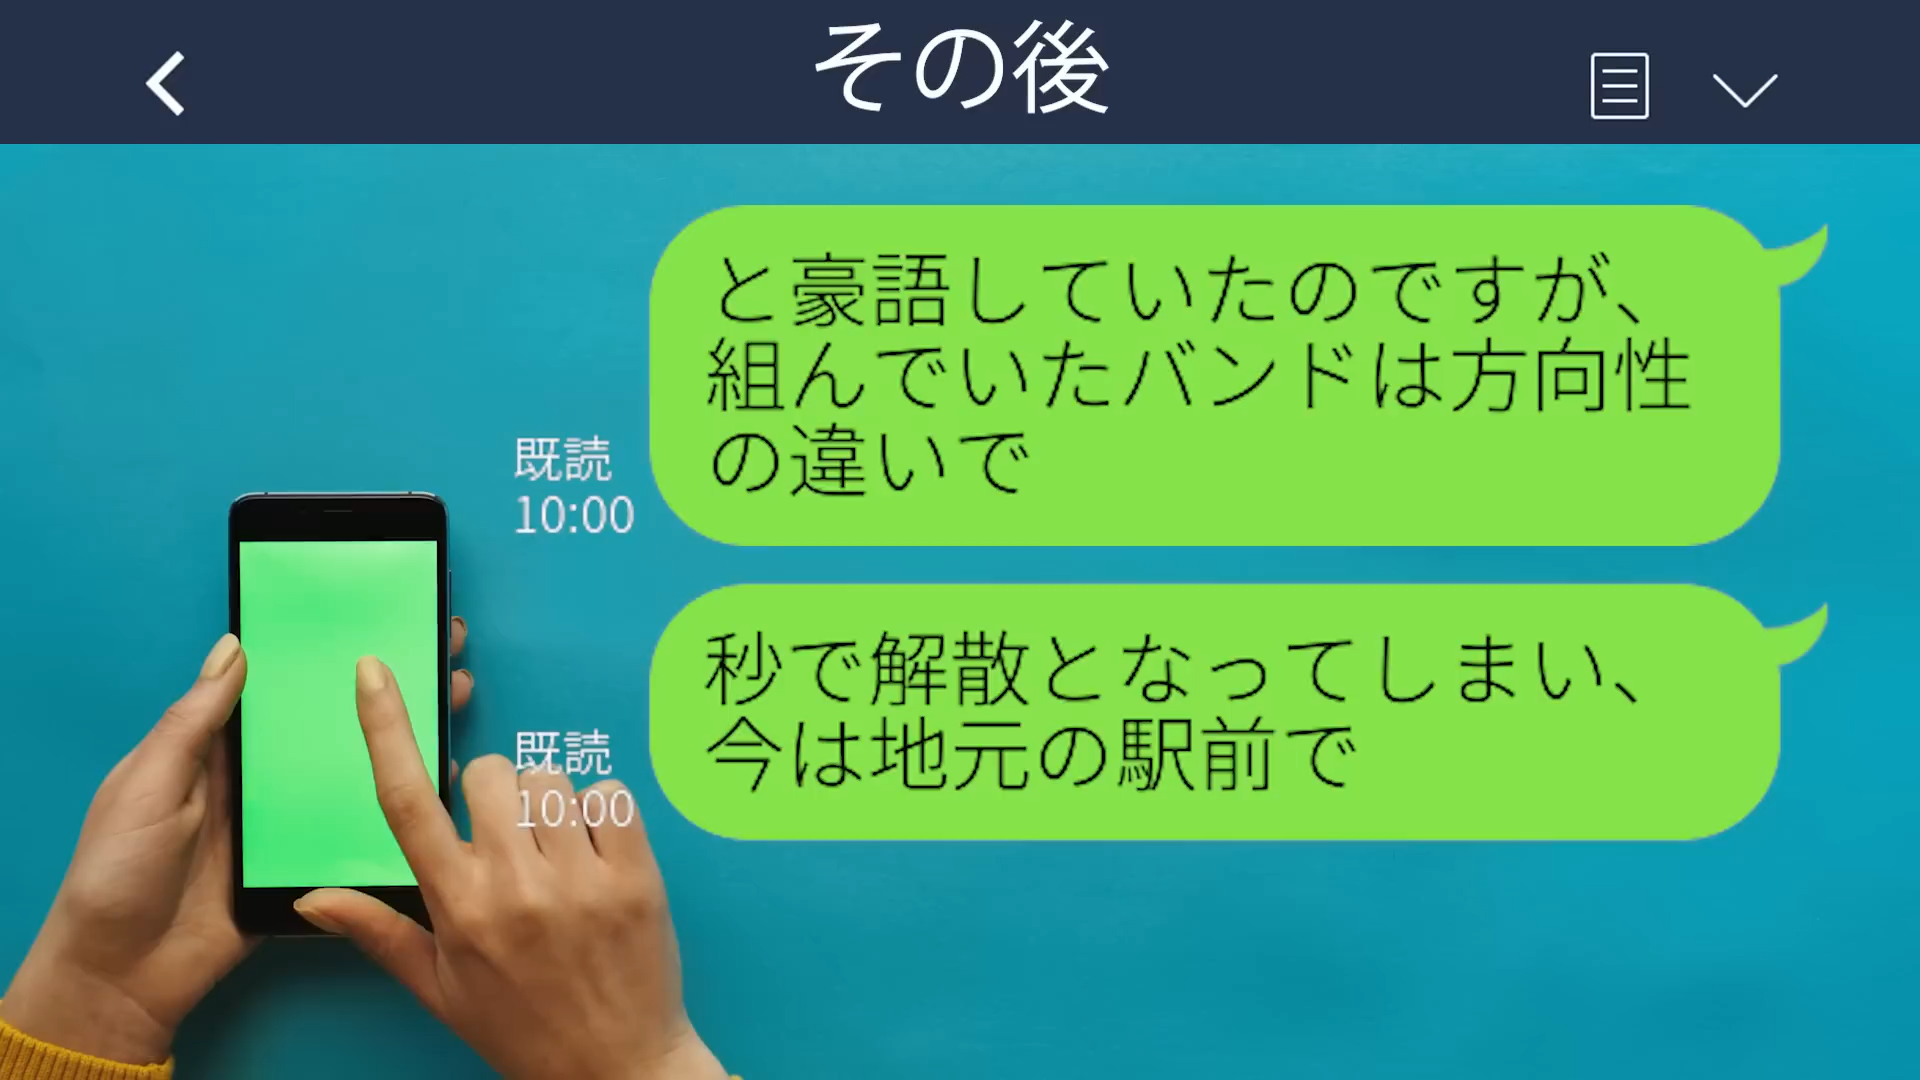 その後
と豪語していたのですが、
組んでいたバンドは方向性
の違いで
既読
10:00
秒で解散となってしまい、
今は地元の駅前で
既読
10:00